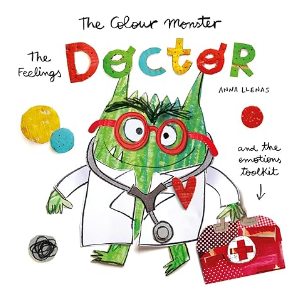 The Colour Monster
The
Feelings
DOCTOR
ANNA LLENAS
and the
emotions
toolkit